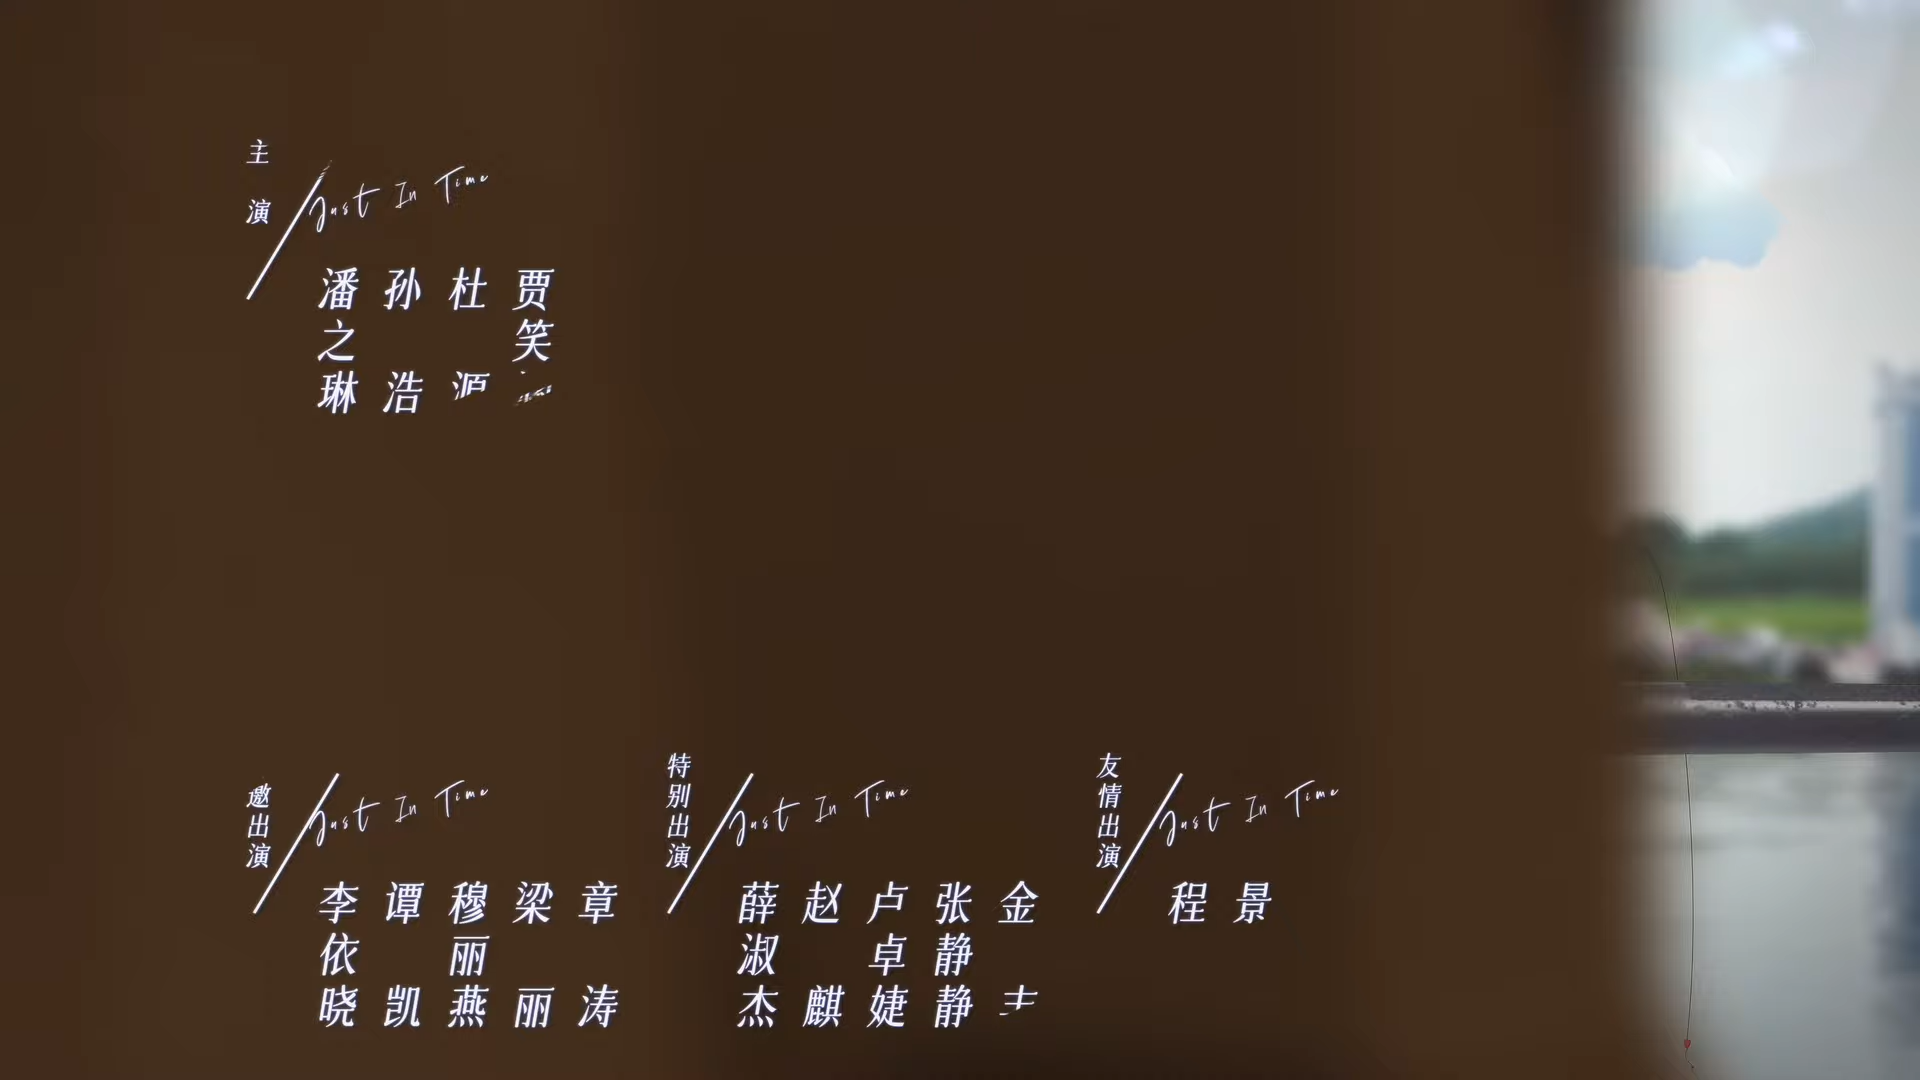 主演
Just In Time
潘之琳
孙浩
杜源
贾笑
邀出演
Just In Time
李依晓
谭凯
穆丽燕
梁丽
章涛
特别出演
Just In Time
薛淑杰
赵麒
卢卓婕
张静静
金
友情出演
Just In Time
程
景